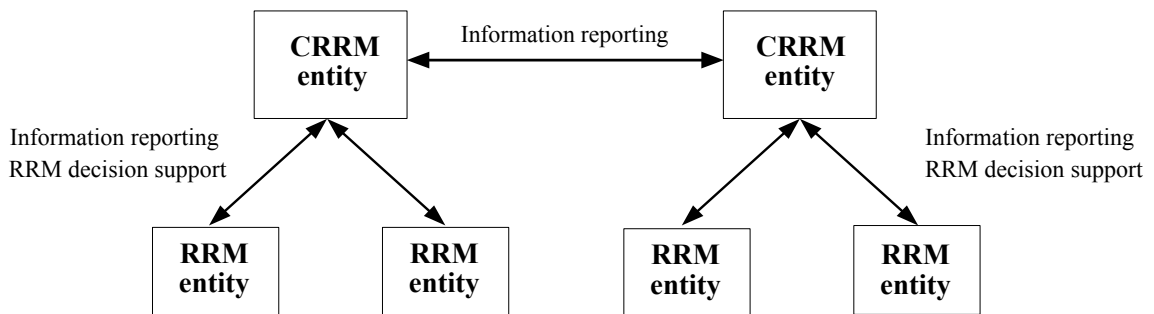 CRRM
entity
Information reporting
CRRM
entity
Information reporting
RRM decision support
Information reporting
RRM decision support
RRM
entity
RRM
entity
RRM
entity
RRM
entity